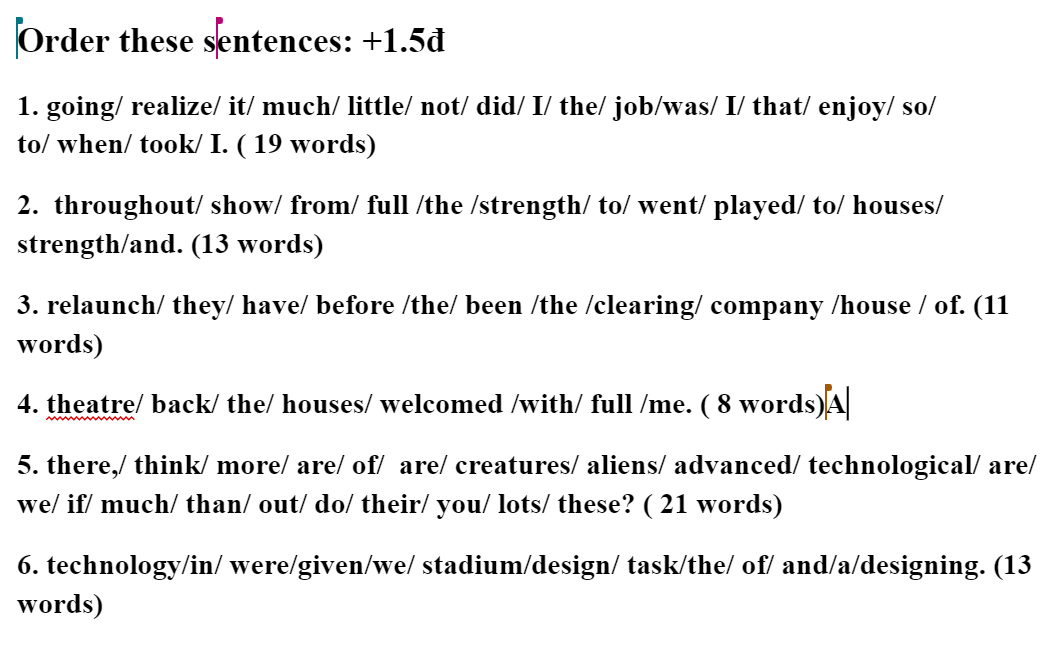 Order these sentences: +1.5đ
1. going/ realize/ it/ much/ little/ not/ did/ I/ the/ job/was/ I/ that/ enjoy/ so/
to/ when/ took/ I. ( 19 words)
2.  throughout/ show/ from/ full /the /strength/ to/ went/ played/ to/ houses/
strength/and. (13 words)
3. relaunch/ they/ have/ before /the/ been /the /clearing/ company /house / of. (11
words)
4. theatre/ back/ the/ houses/ welcomed /with/ full /me. ( 8 words)A
5. there,/ think/ more/ are/ of/  are/ creatures/ aliens/ advanced/ technological/ are/
we/ if/ much/ than/ out/ do/ their/ you/ lots/ these? ( 21 words)
6. technology/in/ were/given/we/ stadium/design/ task/the/ of/ and/a/designing. (13
words)